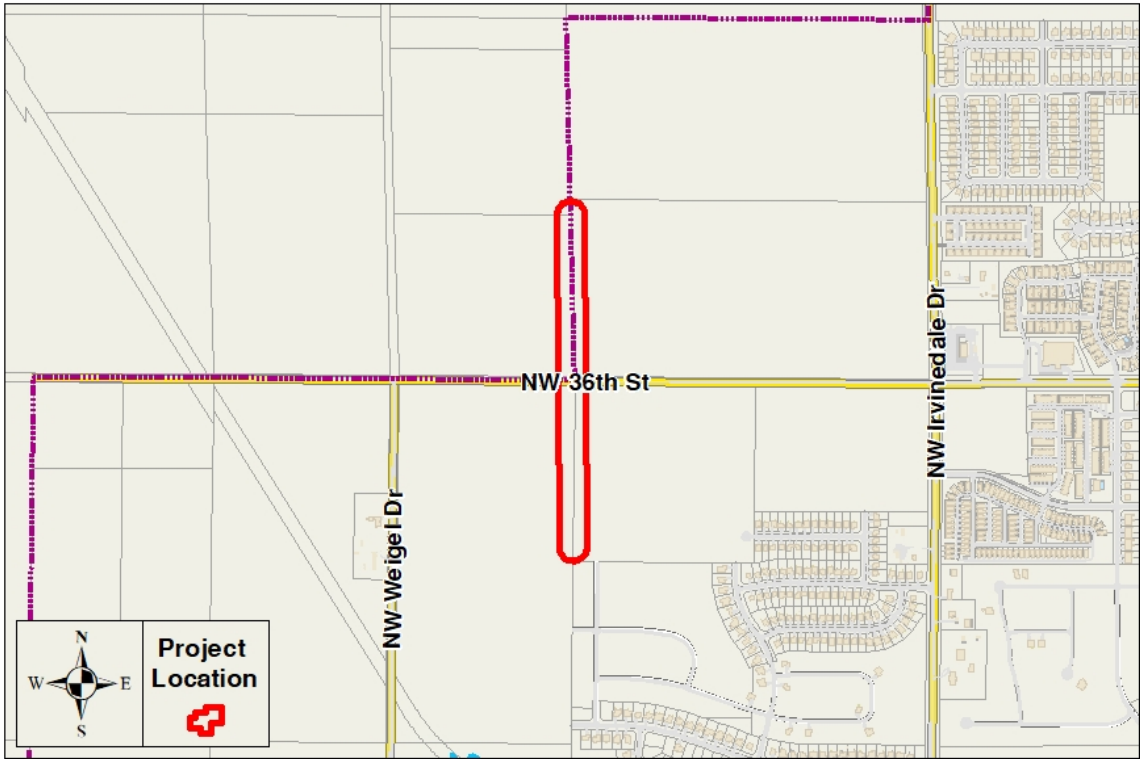 NW 36th St
NW Irvinedale Dr
NW Weigel Dr
N
W
E
S
Project
Location